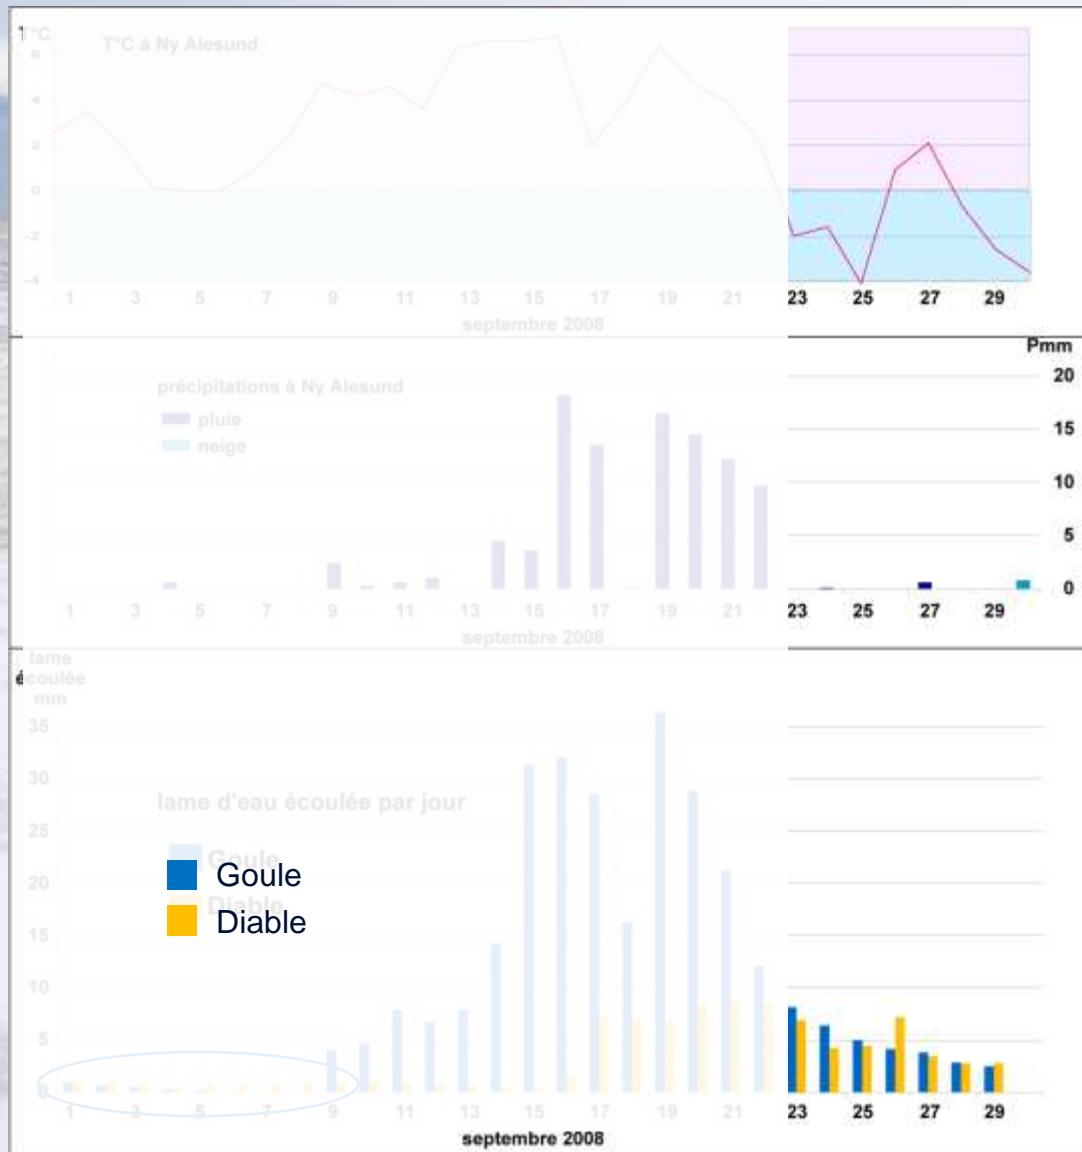 T°C
T°C à Ny Alesund
6
4
2
0
-2
-4
1 3 5 7 9 11 13 15 17 19 21 23 25 27 29
septembre 2008
Pmm
précipitations à Ny Alesund
pluie
neige
20
15
10
5
0
1 3 5 7 9 11 13 15 17 19 21 23 25 27 29
septembre 2008
lame
écoulée
mm
35
30
25
20
15
10
5
0
lame d'eau écoulée par jour
Goule
Goule
Diable
Diable
1 3 5 7 9 11 13 15 17 19 21 23 25 27 29
septembre 2008